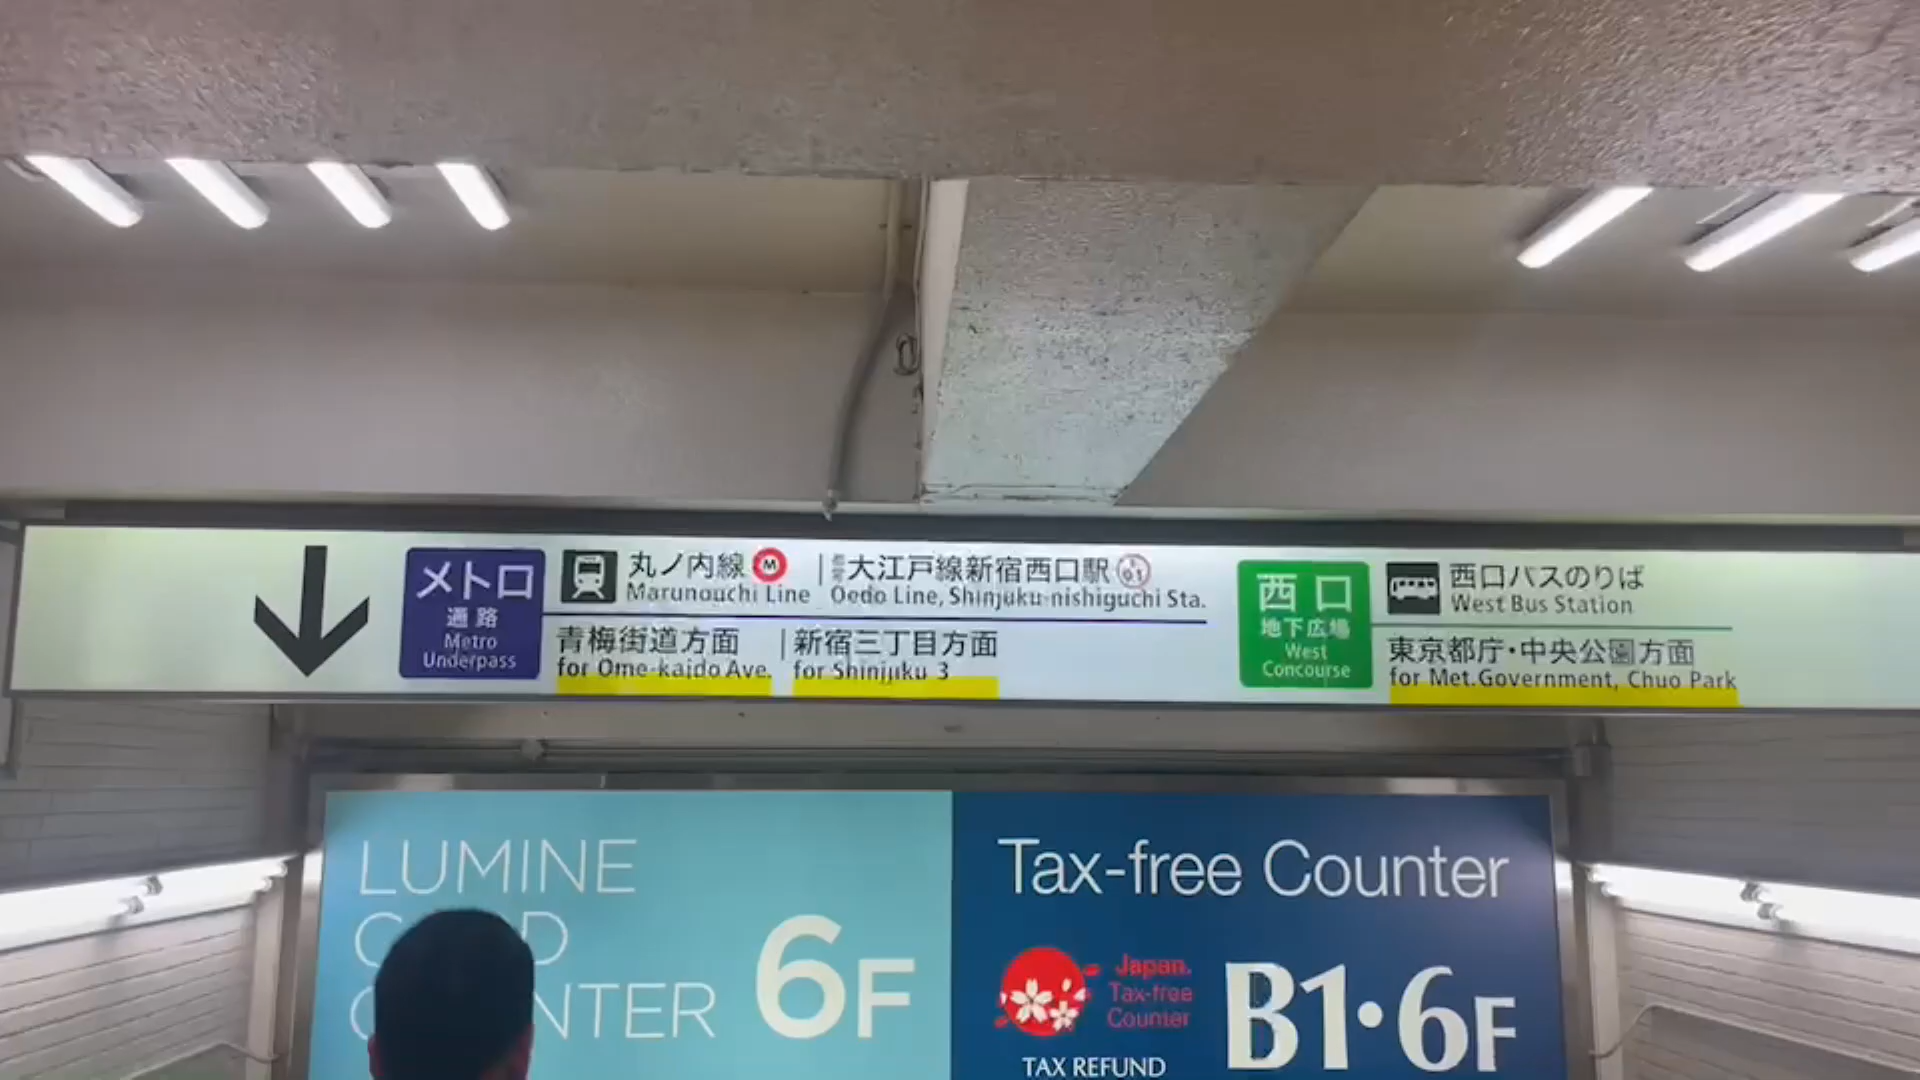 メトロ
通路
Metro
Underpass
丸ノ内線 M
Marunouchi Line
都営大江戸線新宿西口駅
Oedo Line, Shinjuku-nishiguchi Sta.
青梅街道方面
for Ome-kaido Ave.
新宿三丁目方面
for Shinjuku 3
西口
地下広場
West
Concourse
西口バスのりば
West Bus Station
東京都庁・中央公園方面
for Met.Government, Chuo Park
LUMINE
6F
Tax-free Counter
Japan.
Tax-free
Counter
TAX REFUND
B1・6F